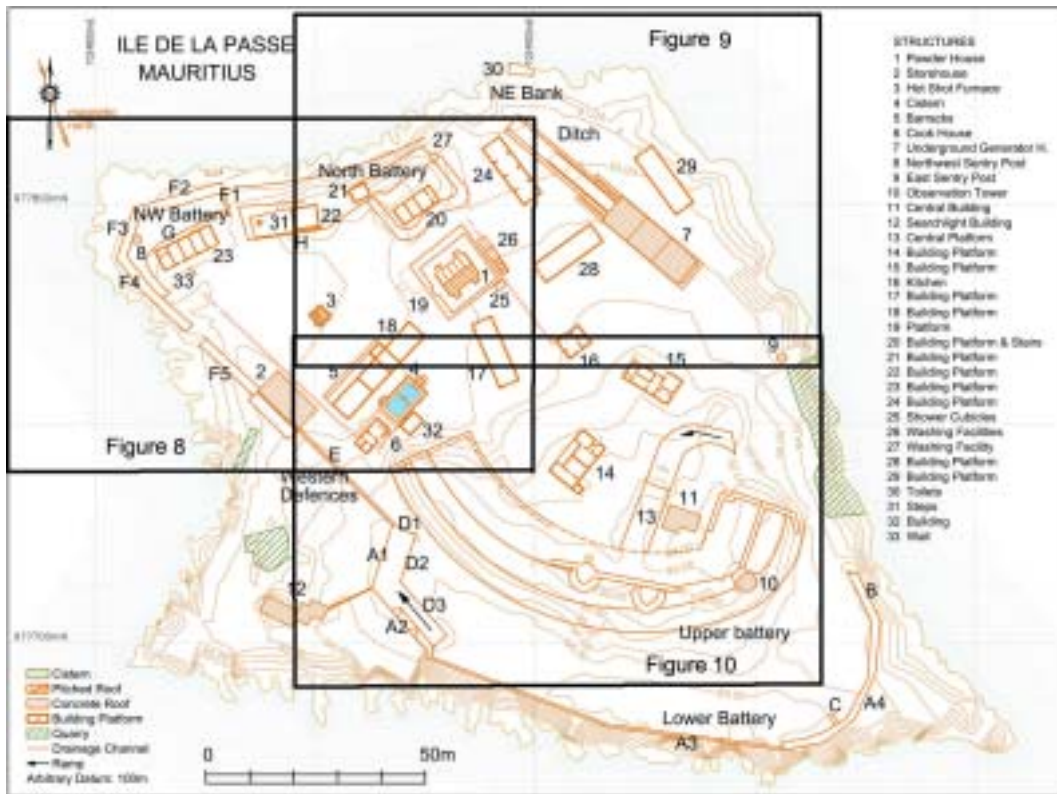 ILE DE LA PASSE
MAURITIUS
Figure 9
30
NE Bank
Ditch
27
24
29
North Battery
21
F2
F1
NW Battery
F3
G
31
22
20
7
8
23
H
26
F4
33
1
28
3
19
25
18
16
9
15
F5
2
5
4
17
Figure 8
6
32
E
14
Western
Defences
11
13
D1
A1
D2
10
12
D3
B
A2
Upper battery
Figure 10
Lower Battery
C
A4
A3
0
50m
STRUCTURES
1 Powder House
2 Storehouse
3 Hot Shot Furnace
4 Cistern
5 Barracks
6 Cook House
7 Underground Generator H.
8 Northwest Sentry Post
9 East Sentry Post
10 Observation Tower
11 Central Building
12 Searchlight Building
13 Central Platform
14 Building Platform
15 Building Platform
16 Kitchen
17 Building Platform
18 Building Platform
19 Platform
20 Building Platform & Stairs
21 Building Platform
22 Building Platform
23 Building Platform
24 Building Platform
25 Shower Cubicles
26 Washing Facilities
27 Washing Facility
28 Building Platform
29 Building Platform
30 Toilets
31 Steps
32 Building
33 Wall
Cistern
Pitched Roof
Concrete Roof
Building Platform
Quarry
Drainage Channel
Ramp
Arbitrary Datum: 100m